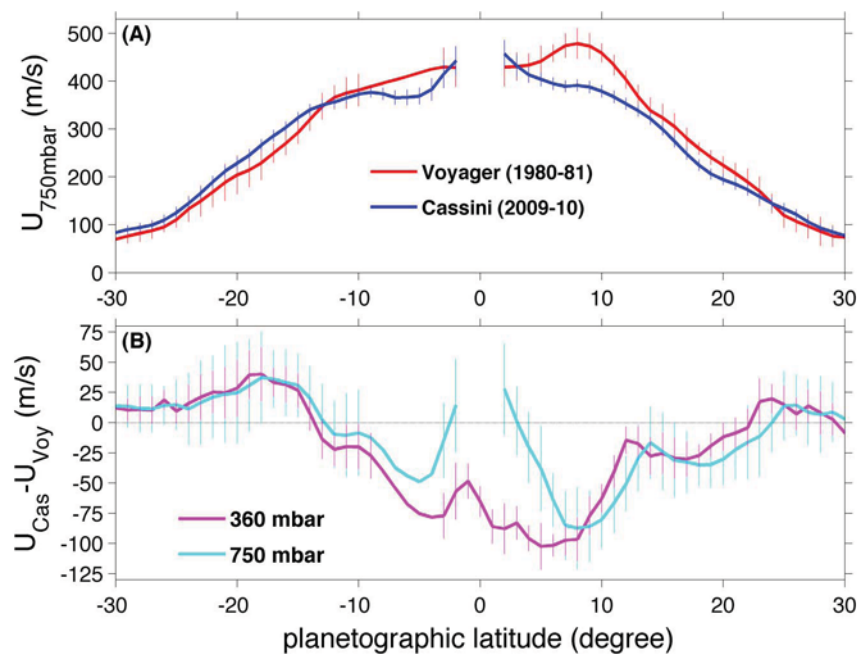 (A)
U750mbar (m/s)
500
400
300
200
100
0
Voyager (1980-81)
Cassini (2009-10)
-30 -20 -10 0 10 20 30
(B)
UCas-UVoy (m/s)
75
50
25
0
-25
-50
-75
-100
-125
360 mbar
750 mbar
-30 -20 -10 0 10 20 30
planetographic latitude (degree)